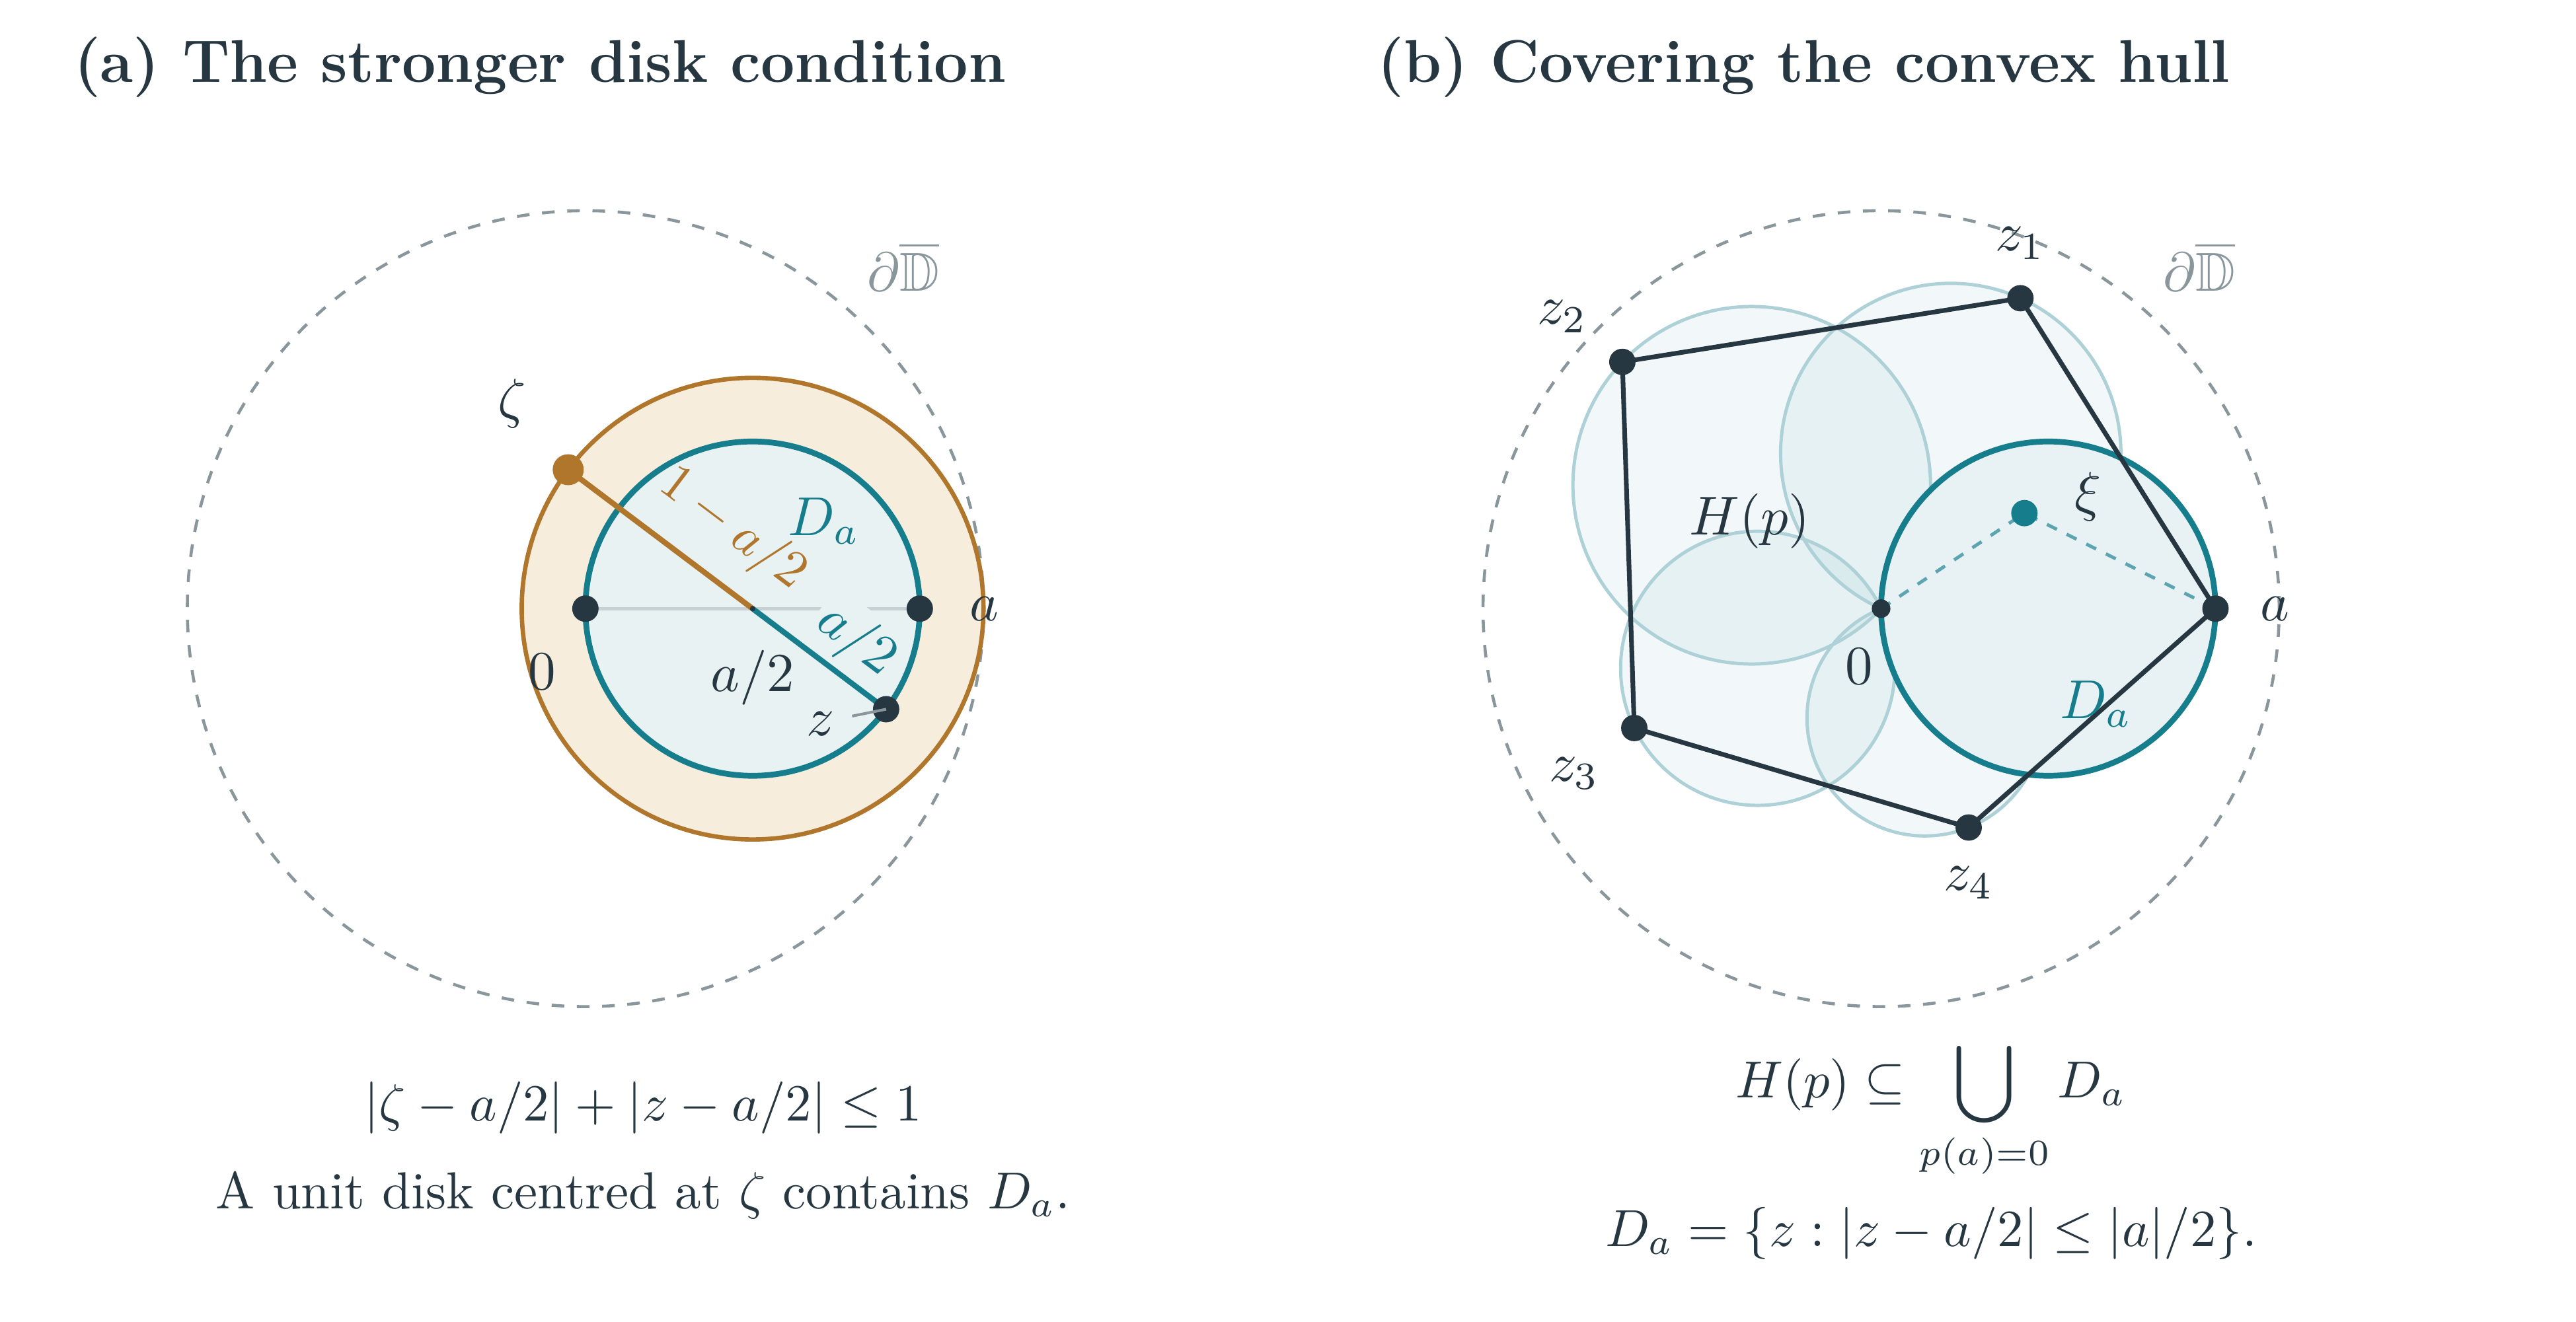 (a) The stronger disk condition
∂𝔻̅
ζ
1 − a/2
D_a
a/2
a
0
a/2
z
|ζ − a/2| + |z − a/2| ≤ 1
A unit disk centred at ζ contains D_a.
(b) Covering the convex hull
z_1
∂𝔻̅
z_2
ξ
H(p)
a
0
D_a
z_3
z_4
H(p) ⊆ ⋃ D_a
p(a)=0
D_a = {z : |z − a/2| ≤ |a|/2}.